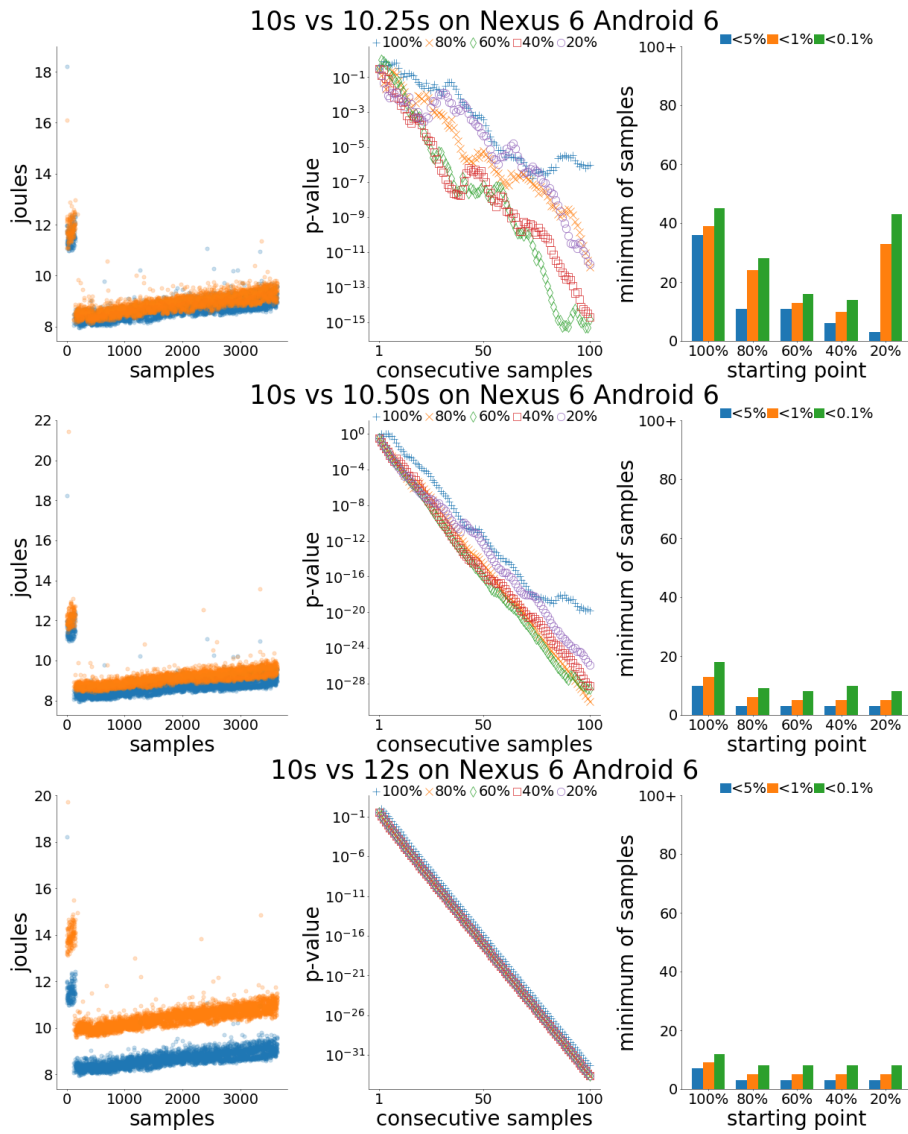 10s vs 10.25s on Nexus 6 Android 6
100% 80% 60% 40% 20%
<5% <1% <0.1%
joules
18
16
14
12
10
8
0 1000 2000 3000
samples
p-value
10⁻¹
10⁻³
10⁻⁵
10⁻⁷
10⁻⁹
10⁻¹¹
10⁻¹³
10⁻¹⁵
1 50 100
consecutive samples
minimum of samples
100+
80
60
40
20
0
100% 80% 60% 40% 20%
starting point
10s vs 10.50s on Nexus 6 Android 6
100% 80% 60% 40% 20%
<5% <1% <0.1%
joules
22
20
18
16
14
12
10
8
0 1000 2000 3000
samples
p-value
10⁰
10⁻⁴
10⁻⁸
10⁻¹²
10⁻¹⁶
10⁻²⁰
10⁻²⁴
10⁻²⁸
1 50 100
consecutive samples
minimum of samples
100+
80
60
40
20
0
100% 80% 60% 40% 20%
starting point
10s vs 12s on Nexus 6 Android 6
100% 80% 60% 40% 20%
<5% <1% <0.1%
joules
20
18
16
14
12
10
8
0 1000 2000 3000
samples
p-value
10⁻¹
10⁻⁶
10⁻¹¹
10⁻¹⁶
10⁻²¹
10⁻²⁶
10⁻³¹
1 50 100
consecutive samples
minimum of samples
100+
80
60
40
20
0
100% 80% 60% 40% 20%
starting point